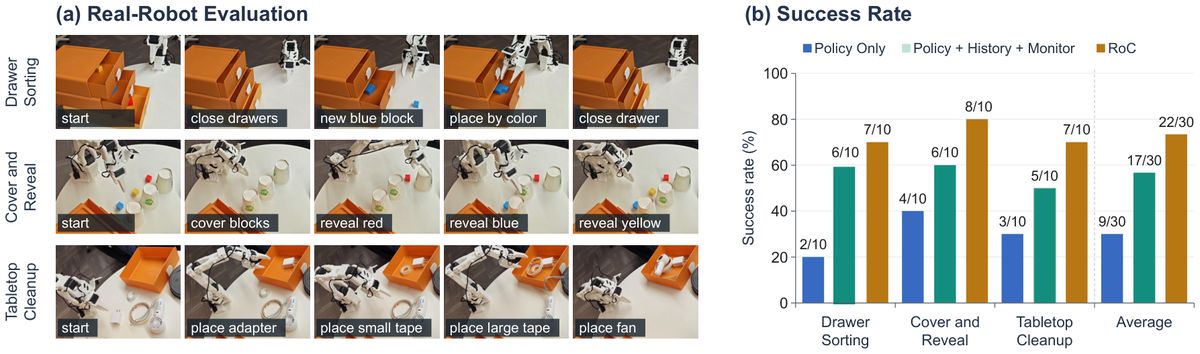 (a) Real-Robot Evaluation
Drawer
Sorting
start
close drawers
new blue block
place by color
close drawer
Cover and
Reveal
start
cover blocks
reveal red
reveal blue
reveal yellow
Tabletop
Cleanup
start
place adapter
place small tape
place large tape
place fan
(b) Success Rate
Policy Only
Policy + History + Monitor
RoC
Success rate (%)
100
80
60
40
20
0
2/10
6/10
7/10
4/10
6/10
8/10
3/10
5/10
7/10
9/30
17/30
22/30
Drawer
Sorting
Cover and
Reveal
Tabletop
Cleanup
Average